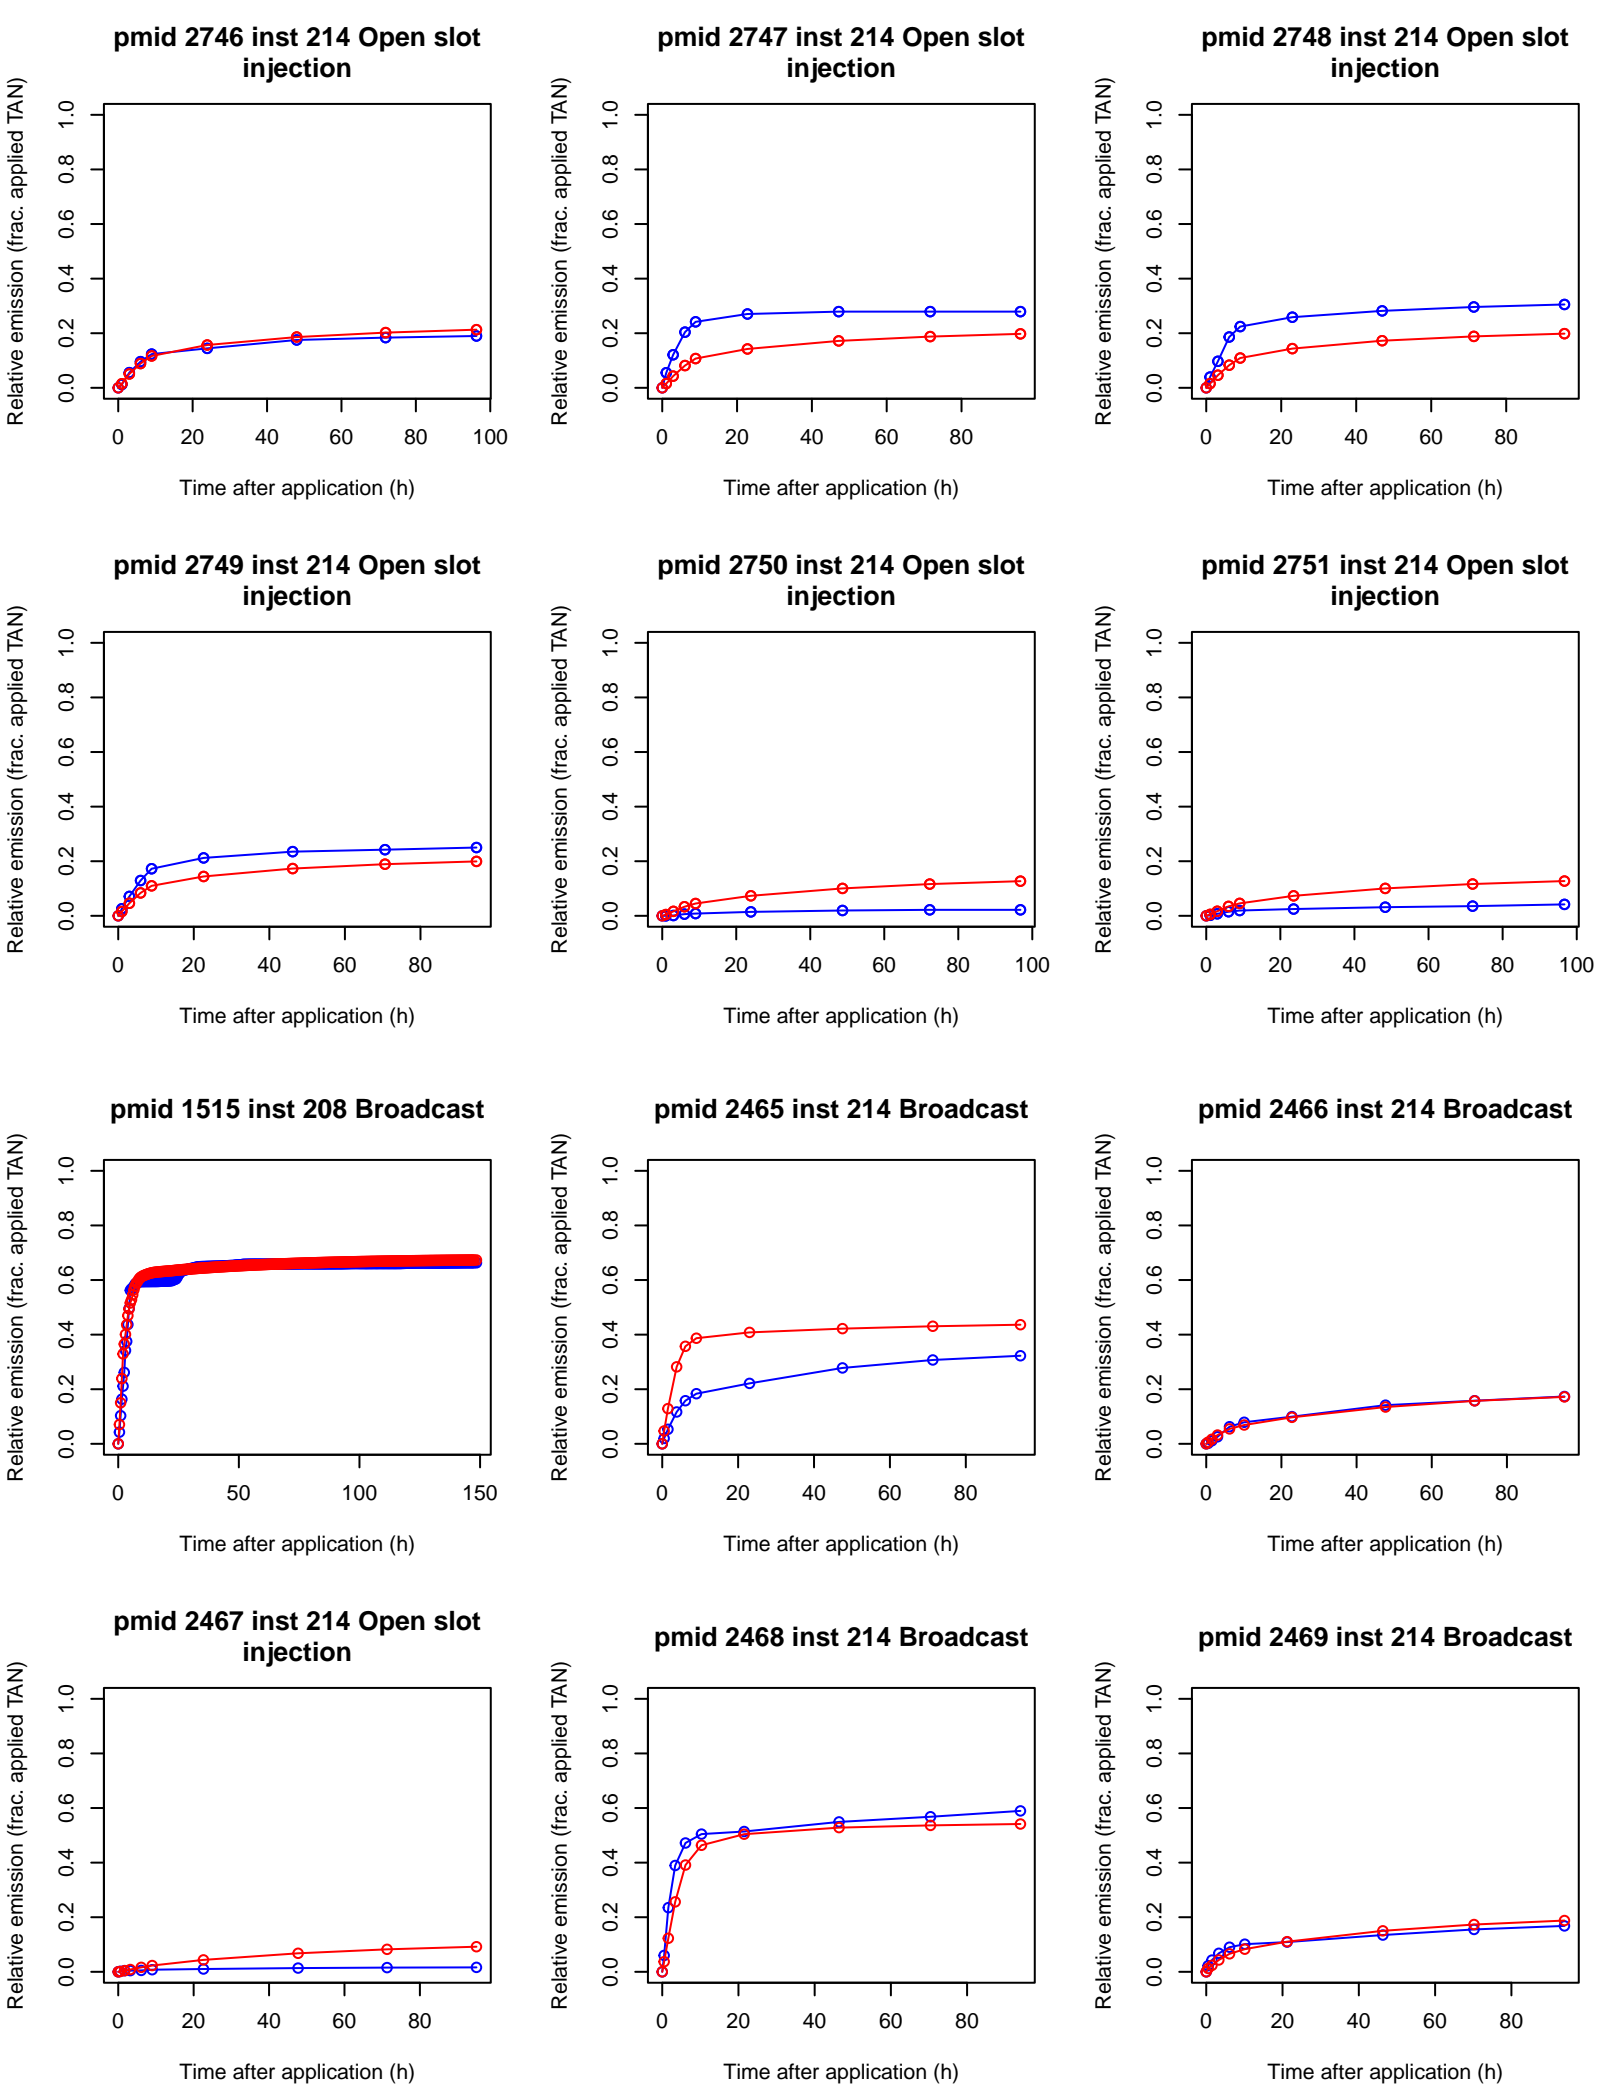 pmid 2746 inst 214 Open slot
injection
Relative emission (frac. applied TAN)
1.0
0.8
0.6
0.4
0.2
0.0
0 20 40 60 80 100
Time after application (h)
pmid 2747 inst 214 Open slot
injection
Relative emission (frac. applied TAN)
1.0
0.8
0.6
0.4
0.2
0.0
0 20 40 60 80
Time after application (h)
pmid 2748 inst 214 Open slot
injection
Relative emission (frac. applied TAN)
1.0
0.8
0.6
0.4
0.2
0.0
0 20 40 60 80
Time after application (h)
pmid 2749 inst 214 Open slot
injection
Relative emission (frac. applied TAN)
1.0
0.8
0.6
0.4
0.2
0.0
0 20 40 60 80
Time after application (h)
pmid 2750 inst 214 Open slot
injection
Relative emission (frac. applied TAN)
1.0
0.8
0.6
0.4
0.2
0.0
0 20 40 60 80 100
Time after application (h)
pmid 2751 inst 214 Open slot
injection
Relative emission (frac. applied TAN)
1.0
0.8
0.6
0.4
0.2
0.0
0 20 40 60 80 100
Time after application (h)
pmid 1515 inst 208 Broadcast
Relative emission (frac. applied TAN)
1.0
0.8
0.6
0.4
0.2
0.0
0 50 100 150
Time after application (h)
pmid 2465 inst 214 Broadcast
Relative emission (frac. applied TAN)
1.0
0.8
0.6
0.4
0.2
0.0
0 20 40 60 80
Time after application (h)
pmid 2466 inst 214 Broadcast
Relative emission (frac. applied TAN)
1.0
0.8
0.6
0.4
0.2
0.0
0 20 40 60 80
Time after application (h)
pmid 2467 inst 214 Open slot
injection
Relative emission (frac. applied TAN)
1.0
0.8
0.6
0.4
0.2
0.0
0 20 40 60 80
Time after application (h)
pmid 2468 inst 214 Broadcast
Relative emission (frac. applied TAN)
1.0
0.8
0.6
0.4
0.2
0.0
0 20 40 60 80
Time after application (h)
pmid 2469 inst 214 Broadcast
Relative emission (frac. applied TAN)
1.0
0.8
0.6
0.4
0.2
0.0
0 20 40 60 80
Time after application (h)